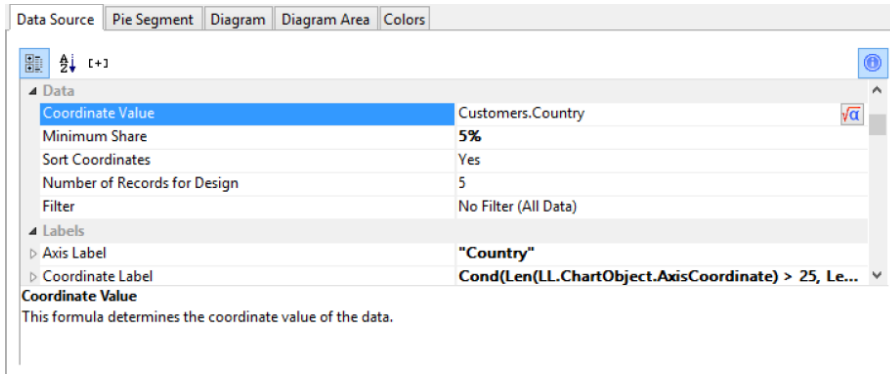 Data Source Pie Segment Diagram Diagram Area Colors
A Z [+]
Data
Coordinate Value Customers.Country √α
Minimum Share 5%
Sort Coordinates Yes
Number of Records for Design 5
Filter No Filter (All Data)
Labels
Axis Label "Country"
Coordinate Label Cond(Len(LL.ChartObject.AxisCoordinate) > 25, Le...
Coordinate Value
This formula determines the coordinate value of the data.